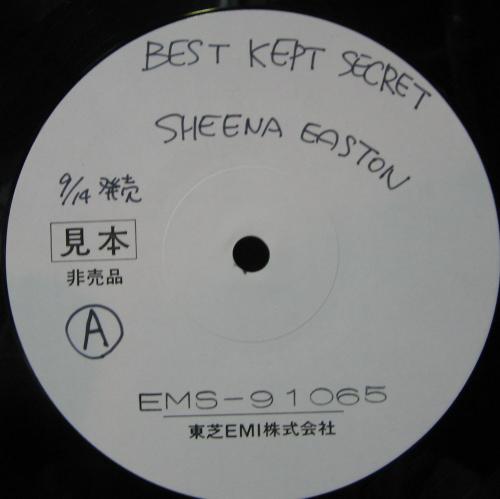 BEST KEPT SECRET
SHEENA EASTON
9/14 発売
見本
非売品
A
EMS-91065
東芝EMI株式会社